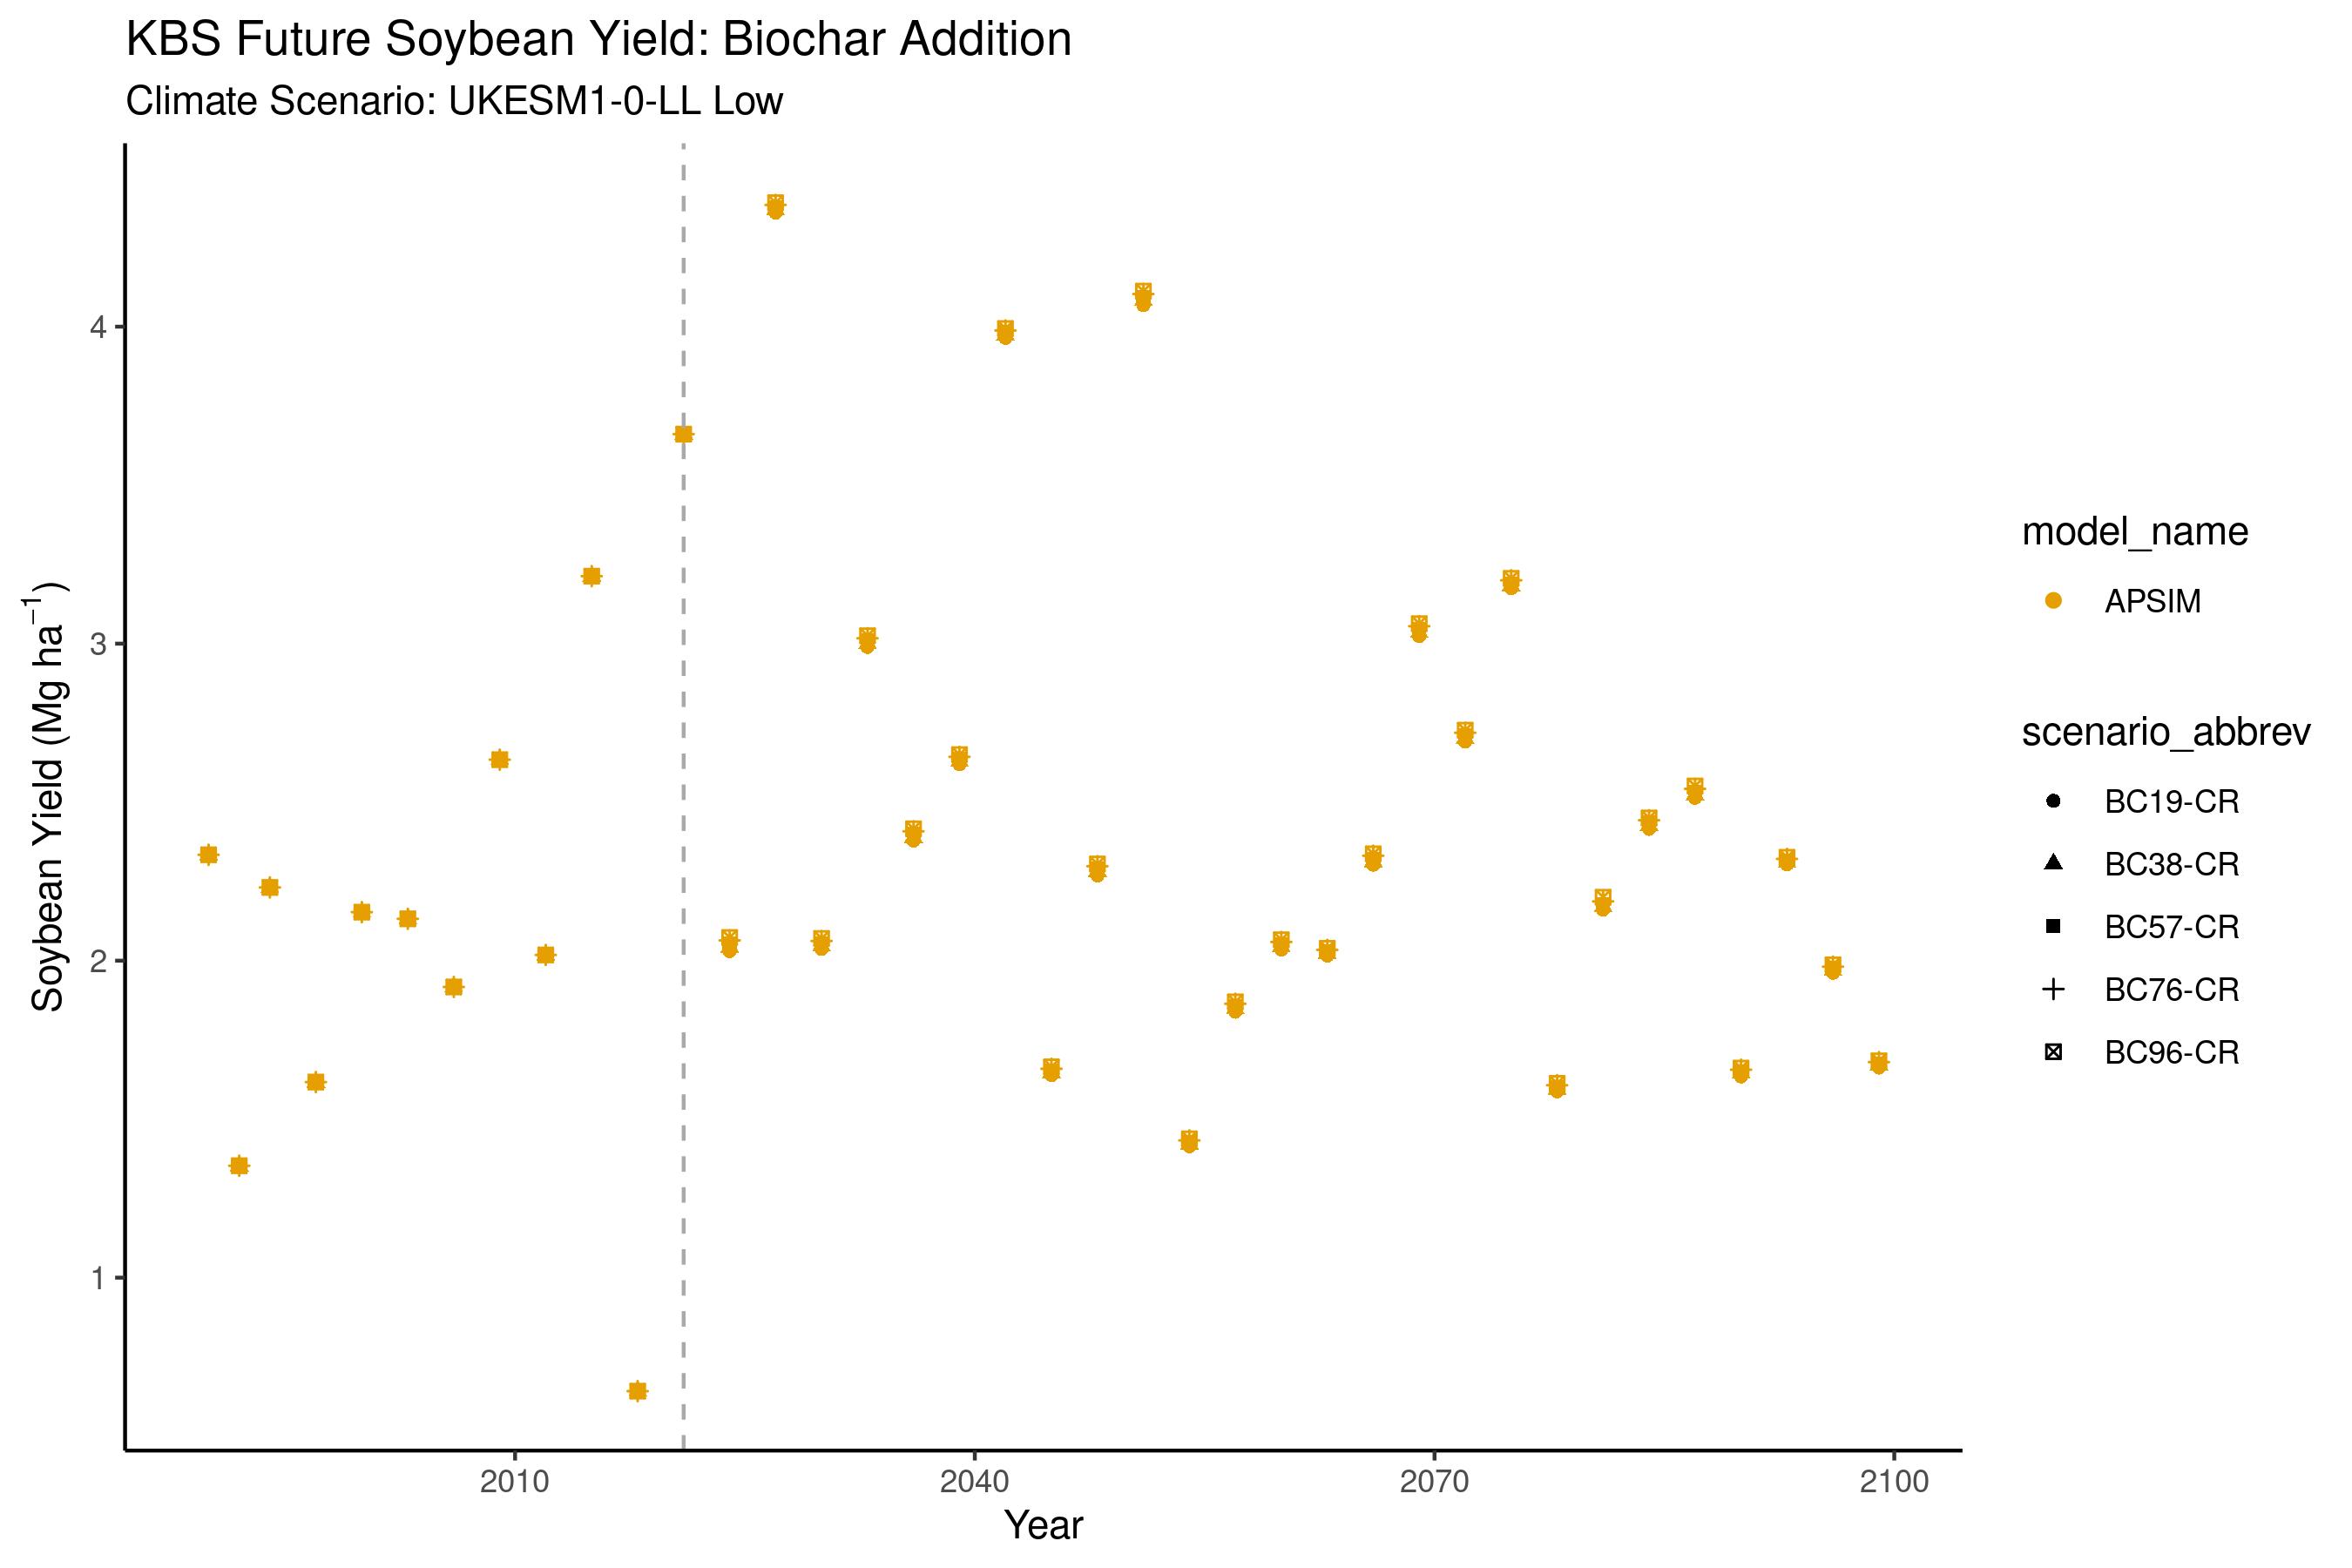 KBS Future Soybean Yield: Biochar Addition
Climate Scenario: UKESM1-0-LL Low
Soybean Yield (Mg ha⁻¹)
4
3
2
1
2010
2040
2070
2100
Year
model_name
APSIM
scenario_abbrev
BC19-CR
BC38-CR
BC57-CR
BC76-CR
BC96-CR